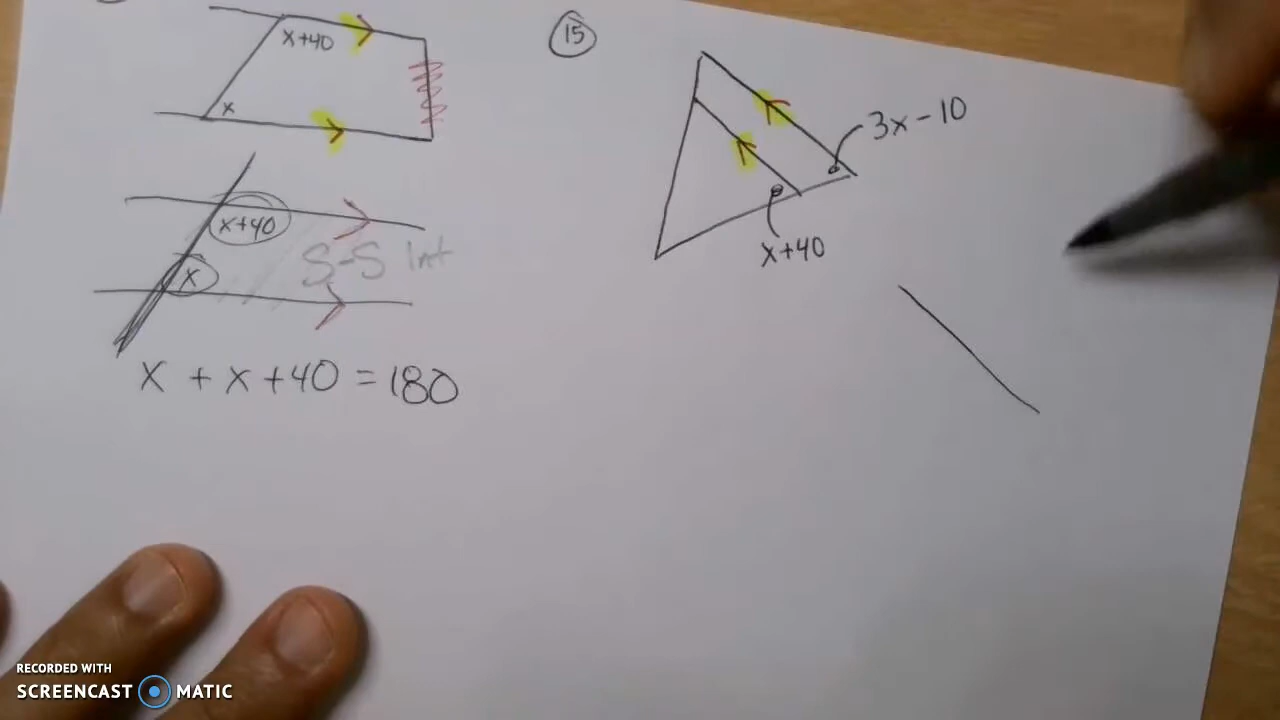 x+40
x
x+40
x
S-S Int
x + x + 40 = 180
15
3x - 10
x+40
RECORDED WITH
SCREENCAST MATIC